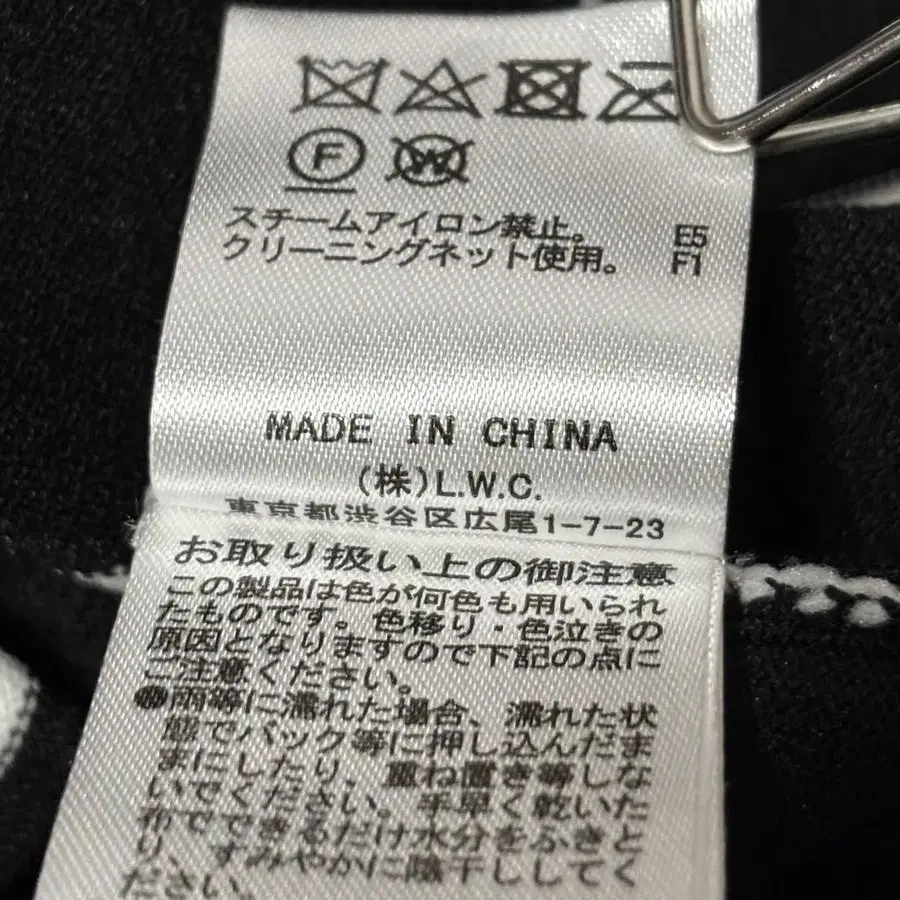 F W
スチームアイロン禁止。 E5
クリーニングネット使用。 F1
MADE IN CHINA
(株)L.W.C.
東京都渋谷区広尾1-7-23
お取り扱い上の御注意
この製品は色が何色も用いられ
たものです。色移り・色泣きの
原因となりますので下記の点に
ご注意ください。
●雨等に濡れた場合、濡れた状
態でバック等に押し込んだま
まにしたり、重ね置き等しな
いでください。手早く乾いた
布でできるだけ水分をふきと
り、すみやかに陰干ししてく
ださい。